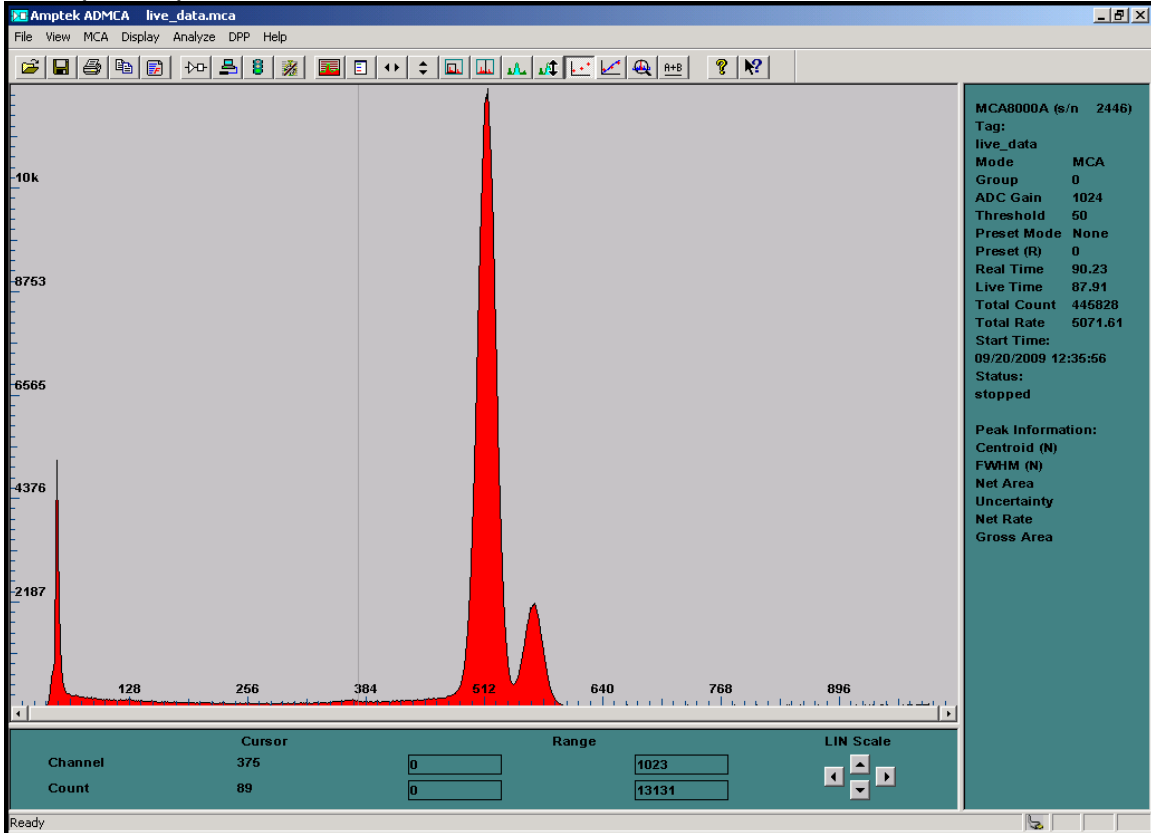 Amptek ADMCA live_data.mca
File View MCA Display Analyze DPP Help
A+B
10k
8753
6565
4376
2187
128 256 384 512 640 768 896
MCA8000A (s/n 2446)
Tag:
live_data
Mode MCA
Group 0
ADC Gain 1024
Threshold 50
Preset Mode None
Preset (R) 0
Real Time 90.23
Live Time 87.91
Total Count 445828
Total Rate 5071.61
Start Time:
09/20/2009 12:35:56
Status:
stopped
Peak Information:
Centroid (N)
FWHM (N)
Net Area
Uncertainty
Net Rate
Gross Area
Cursor Range LIN Scale
Channel 375 0 1023
Count 89 0 13131
Ready